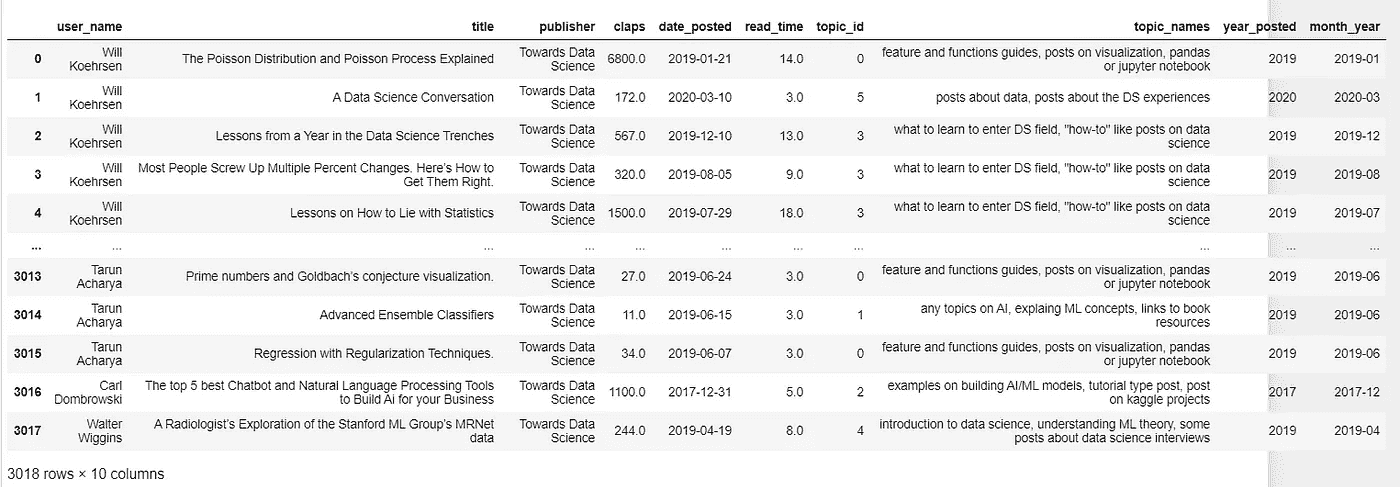 user_name title publisher claps date_posted read_time topic_id topic_names year_posted month_year
0 Will Koehrsen The Poisson Distribution and Poisson Process Explained Towards Data Science 6800.0 2019-01-21 14.0 0 feature and functions guides, posts on visualization, pandas or jupyter notebook 2019 2019-01
1 Will Koehrsen A Data Science Conversation Towards Data Science 172.0 2020-03-10 3.0 5 posts about data, posts about the DS experiences 2020 2020-03
2 Will Koehrsen Lessons from a Year in the Data Science Trenches Towards Data Science 567.0 2019-12-10 13.0 3 what to learn to enter DS field, "how-to" like posts on data science 2019 2019-12
3 Will Koehrsen Most People Screw Up Multiple Percent Changes. Here's How to Get Them Right. Towards Data Science 320.0 2019-08-05 9.0 3 what to learn to enter DS field, "how-to" like posts on data science 2019 2019-08
4 Will Koehrsen Lessons on How to Lie with Statistics Towards Data Science 1500.0 2019-07-29 18.0 3 what to learn to enter DS field, "how-to" like posts on data science 2019 2019-07
... ... ... ... ... ... ... ... ... ... ...
3013 Tarun Acharya Prime numbers and Goldbach's conjecture visualization. Towards Data Science 27.0 2019-06-24 3.0 0 feature and functions guides, posts on visualization, pandas or jupyter notebook 2019 2019-06
3014 Tarun Acharya Advanced Ensemble Classifiers Towards Data Science 11.0 2019-06-15 3.0 1 any topics on AI, explaing ML concepts, links to book resources 2019 2019-06
3015 Tarun Acharya Regression with Regularization Techniques. Towards Data Science 34.0 2019-06-07 3.0 0 feature and functions guides, posts on visualization, pandas or jupyter notebook 2019 2019-06
3016 Carl Dombrowski The top 5 best Chatbot and Natural Language Processing Tools to Build Ai for your Business Towards Data Science 1100.0 2017-12-31 5.0 2 examples on building AI/ML models, tutorial type post, post on kaggle projects 2017 2017-12
3017 Walter Wiggins A Radiologist's Exploration of the Stanford ML Group's MRNet data Towards Data Science 244.0 2019-04-19 8.0 4 introduction to data science, understanding ML theory, some posts about data science interviews 2019 2019-04
3018 rows × 10 columns